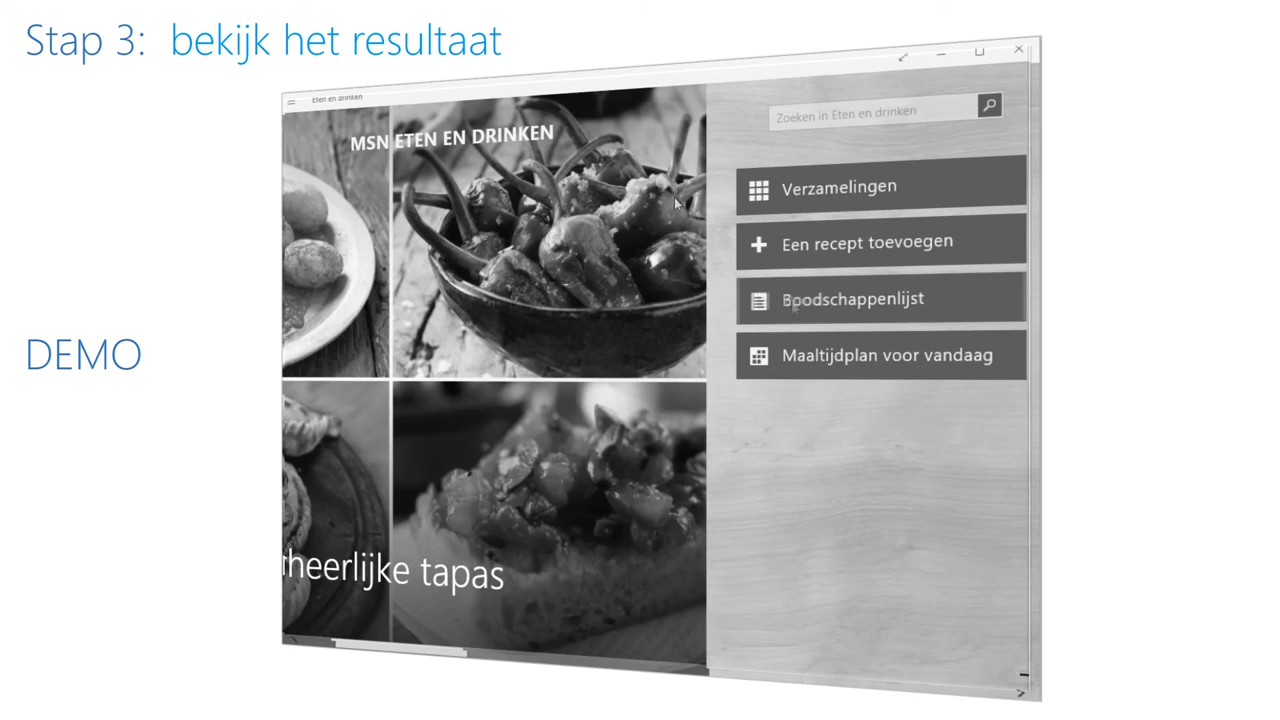 Stap 3: bekijk het resultaat
Eten en drinken
MSN ETEN EN DRINKEN
Zoeken in Eten en drinken
Verzamelingen
Een recept toevoegen
Boodschappenlijst
Maaltijdplan voor vandaag
DEMO
rheerlijke tapas